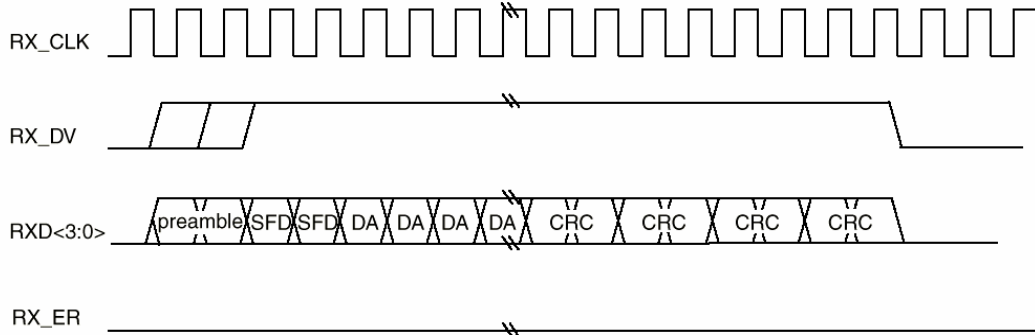 RX_CLK
RX_DV
RXD<3:0>
preamble SFD SFD DA DA DA DA CRC CRC CRC CRC
RX_ER